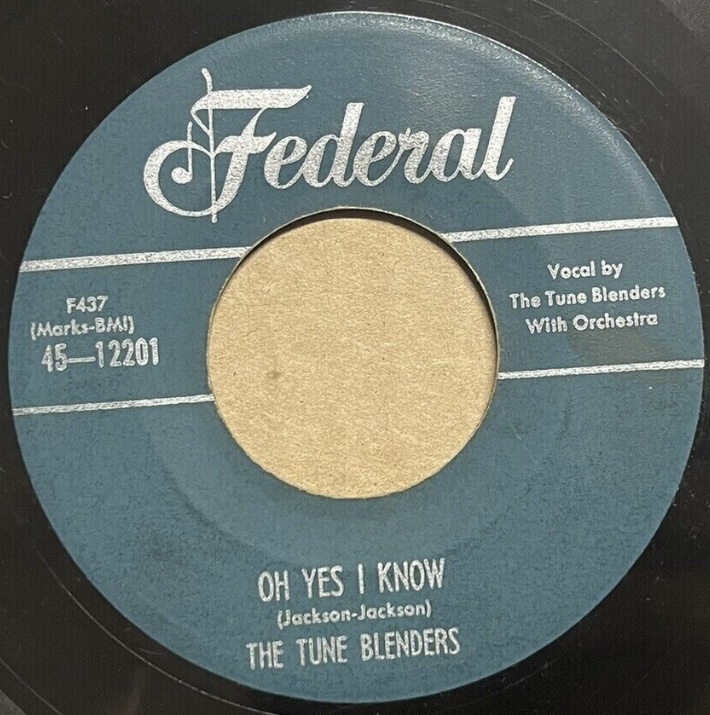 Federal
F437
(Marks-BMI)
45—12201
Vocal by
The Tune Blenders
With Orchestra
OH YES I KNOW
(Jackson-Jackson)
THE TUNE BLENDERS